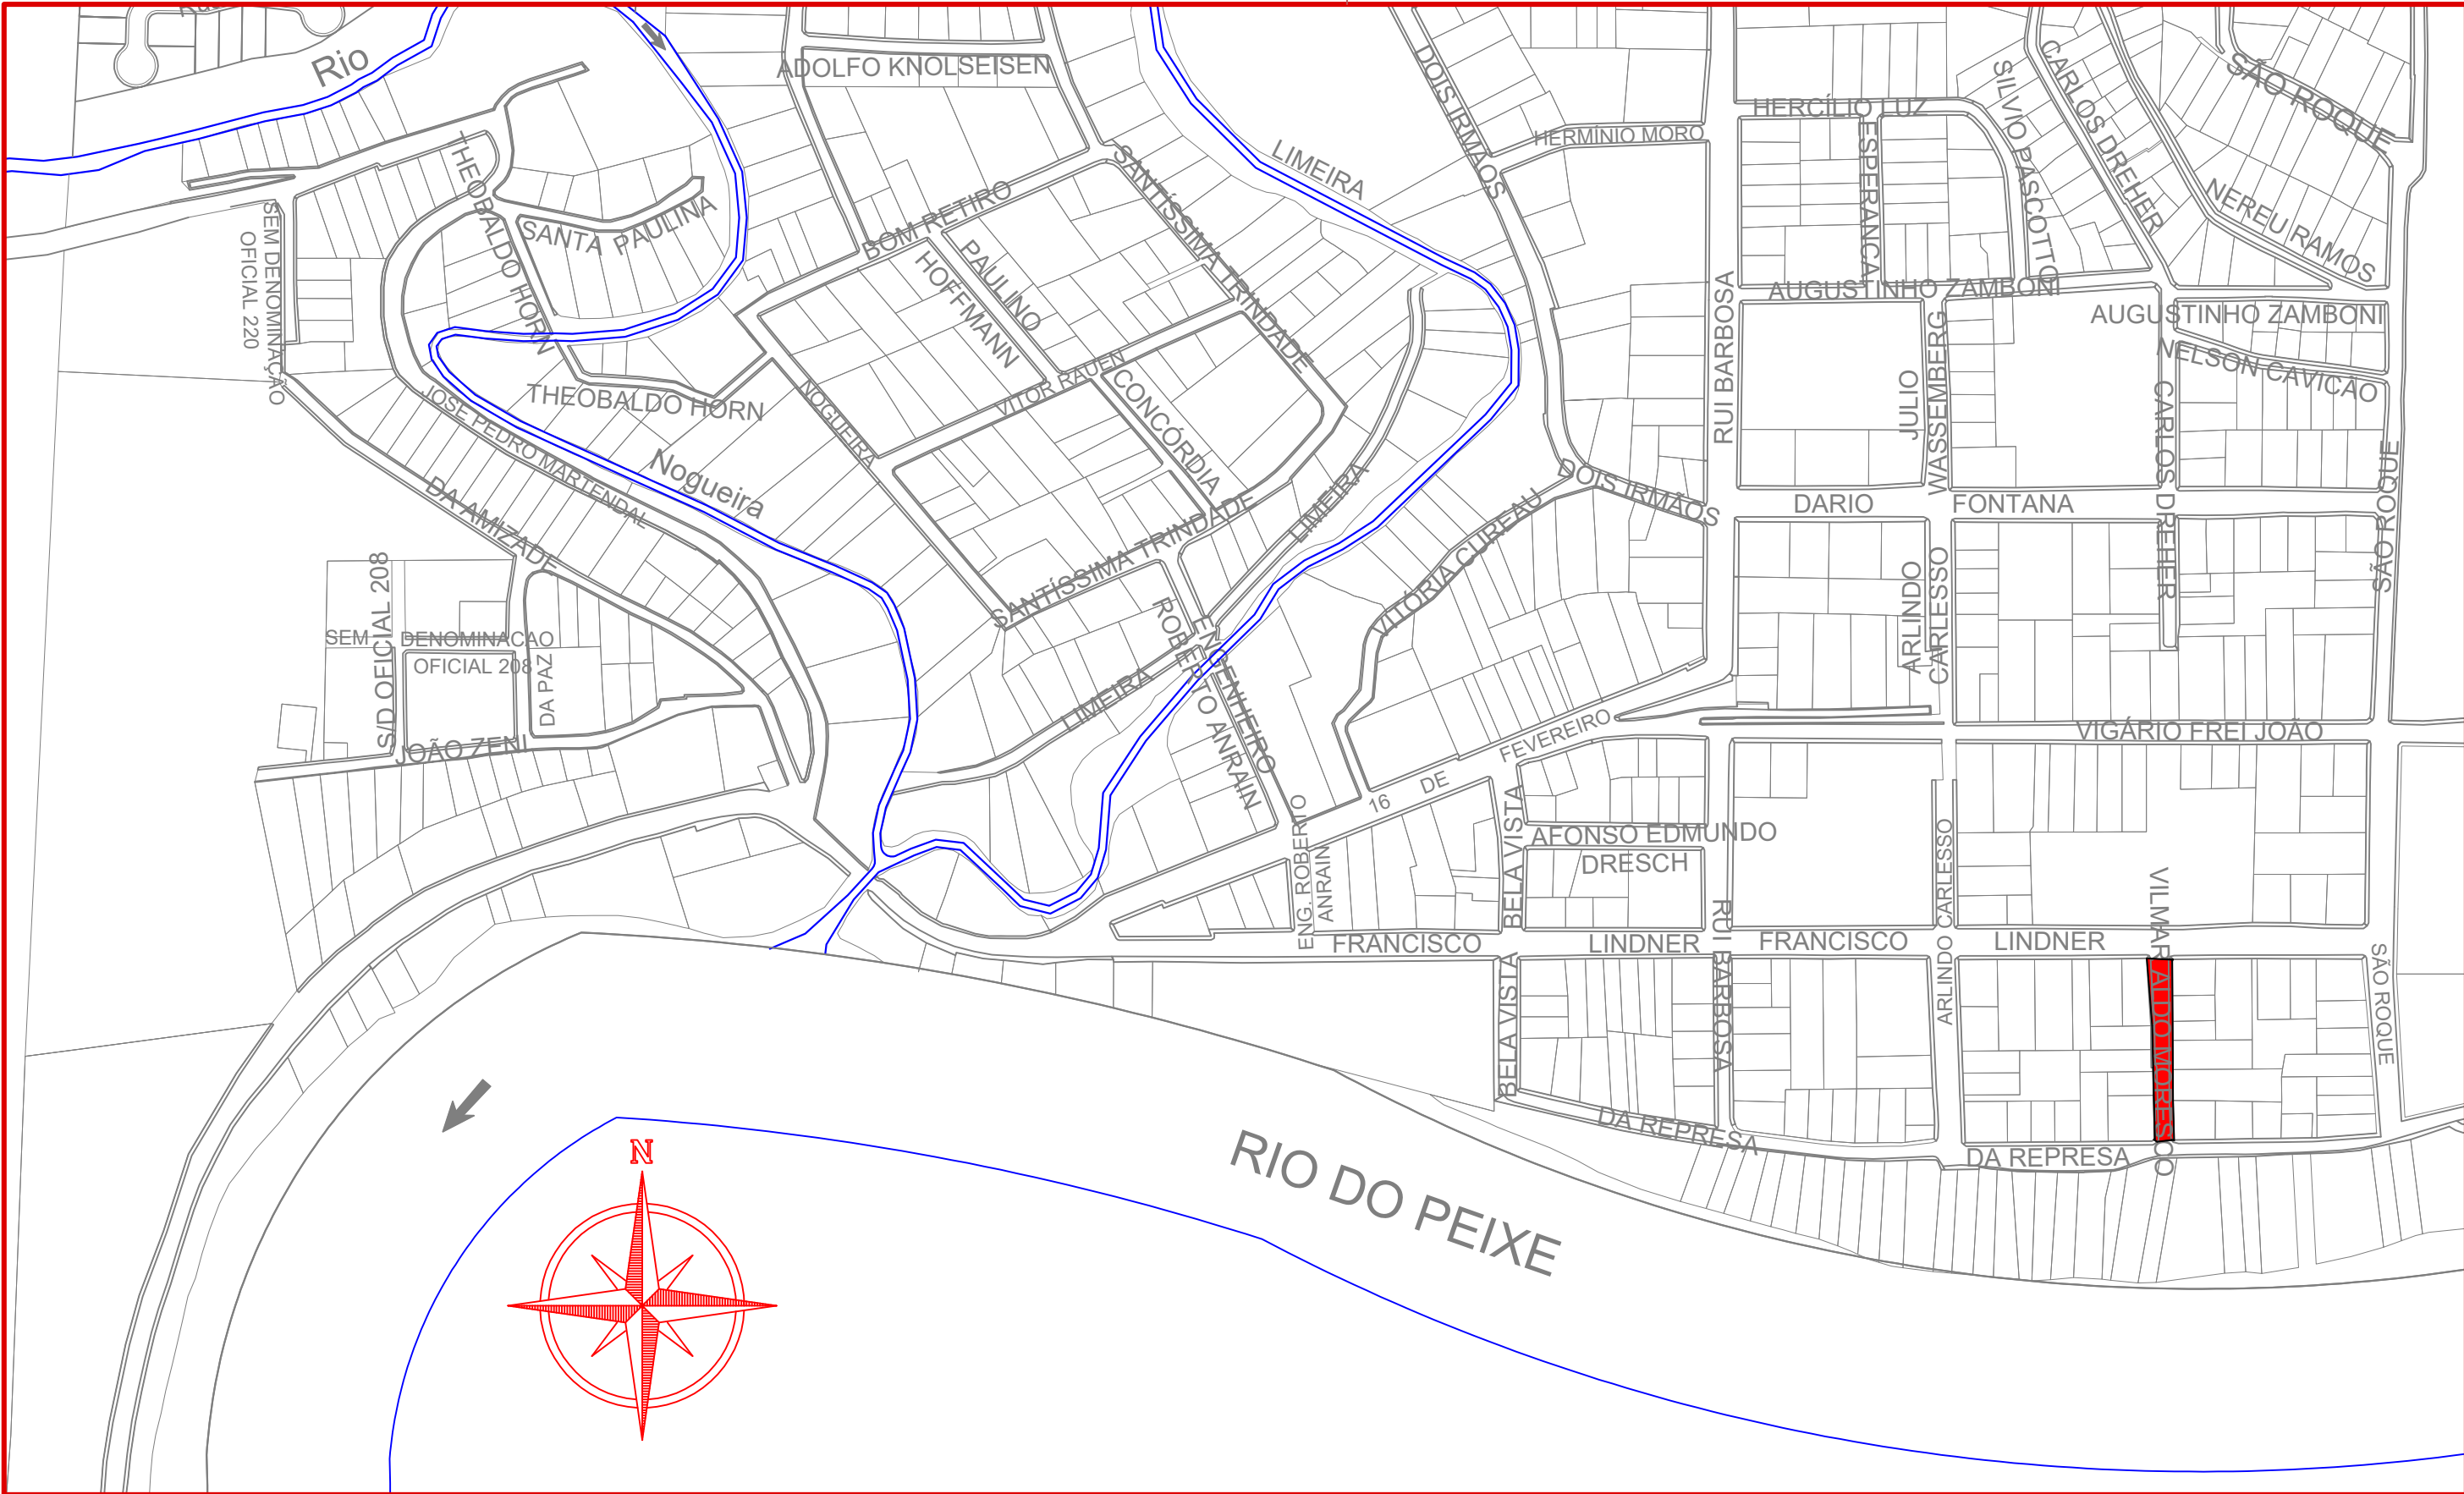 Rio
ADOLFO KNOLSEISEN
DOIS IRMÃOS
HERMÍNIO MORO
HERCÍLIO LUZ
ESPERANÇA
SILVIO PASCOTTO
CARLOS DREHER
SÃO ROQUE
NEREU RAMOS
LIMEIRA
SANTÍSSIMA TRINDADE
THEOBALDO HORN
SANTA PAULINA
BOM RETIRO
PAULINO
HOFFMANN
SEM DENOMINAÇÃO
OFICIAL 220
AUGUSTINHO ZAMBONI
AUGUSTINHO ZAMBONI
NELSON CAVICÃO
RUI BARBOSA
JULIO
WASSEMBERG
CARLOS DREHER
SÃO ROQUE
THEOBALDO HORN
NOGUEIRA
VITOR RAUEN
CONCÓRDIA
JOSE PEDRO MARTENDAL
Nogueira
DA AMIZADE
LIMEIRA
DOIS IRMÃOS
DARIO
FONTANA
VITÓRIA CUREAU
SANTÍSSIMA TRINDADE
S/D OFICIAL 208
SEM
DENOMINACAO
OFICIAL 208
DA PAZ
JOÃO ZENI
ARLINDO
CARLESSO
LIMEIRA
ENGENHEIRO
ROBERTO ANRAIN
16
DE
FEVEREIRO
VIGÁRIO FREI JOÃO
BELA VISTA
AFONSO EDMUNDO
DRESCH
ENG. ROBERTO
ANRAIN
RUI BARBOSA
ARLINDO CARLESSO
VILMAR ALDO MORESCO
FRANCISCO
LINDNER
FRANCISCO
LINDNER
BELA VISTA
SÃO ROQUE
DA REPRESA
DA REPRESA
RIO DO PEIXE
N